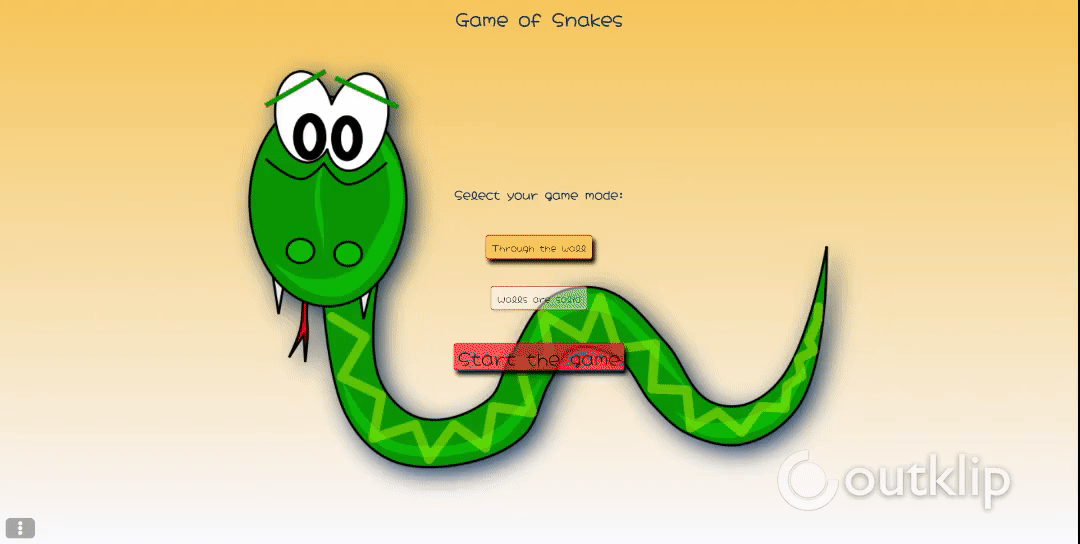 Game of Snakes
Select your game mode:
Through the wall
Walls are solid
Start the game
outklip